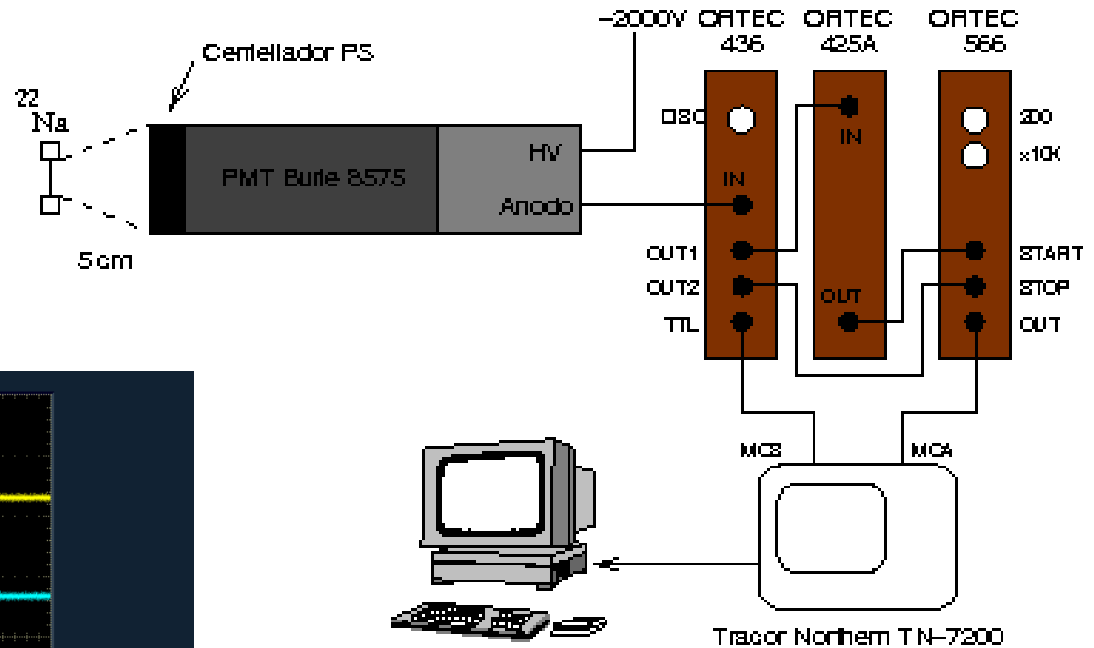 -2000V ORTEC ORTEC ORTEC
436 425A 566
Centellador PS
22
Na
5cm
PMT Burle 8575
HV
Anodo
DISC
IN
OUT1
OUT2
TTL
IN
OUT
200
x10K
START
STOP
OUT
MCS
MCA
Tracor Northern TN-7200